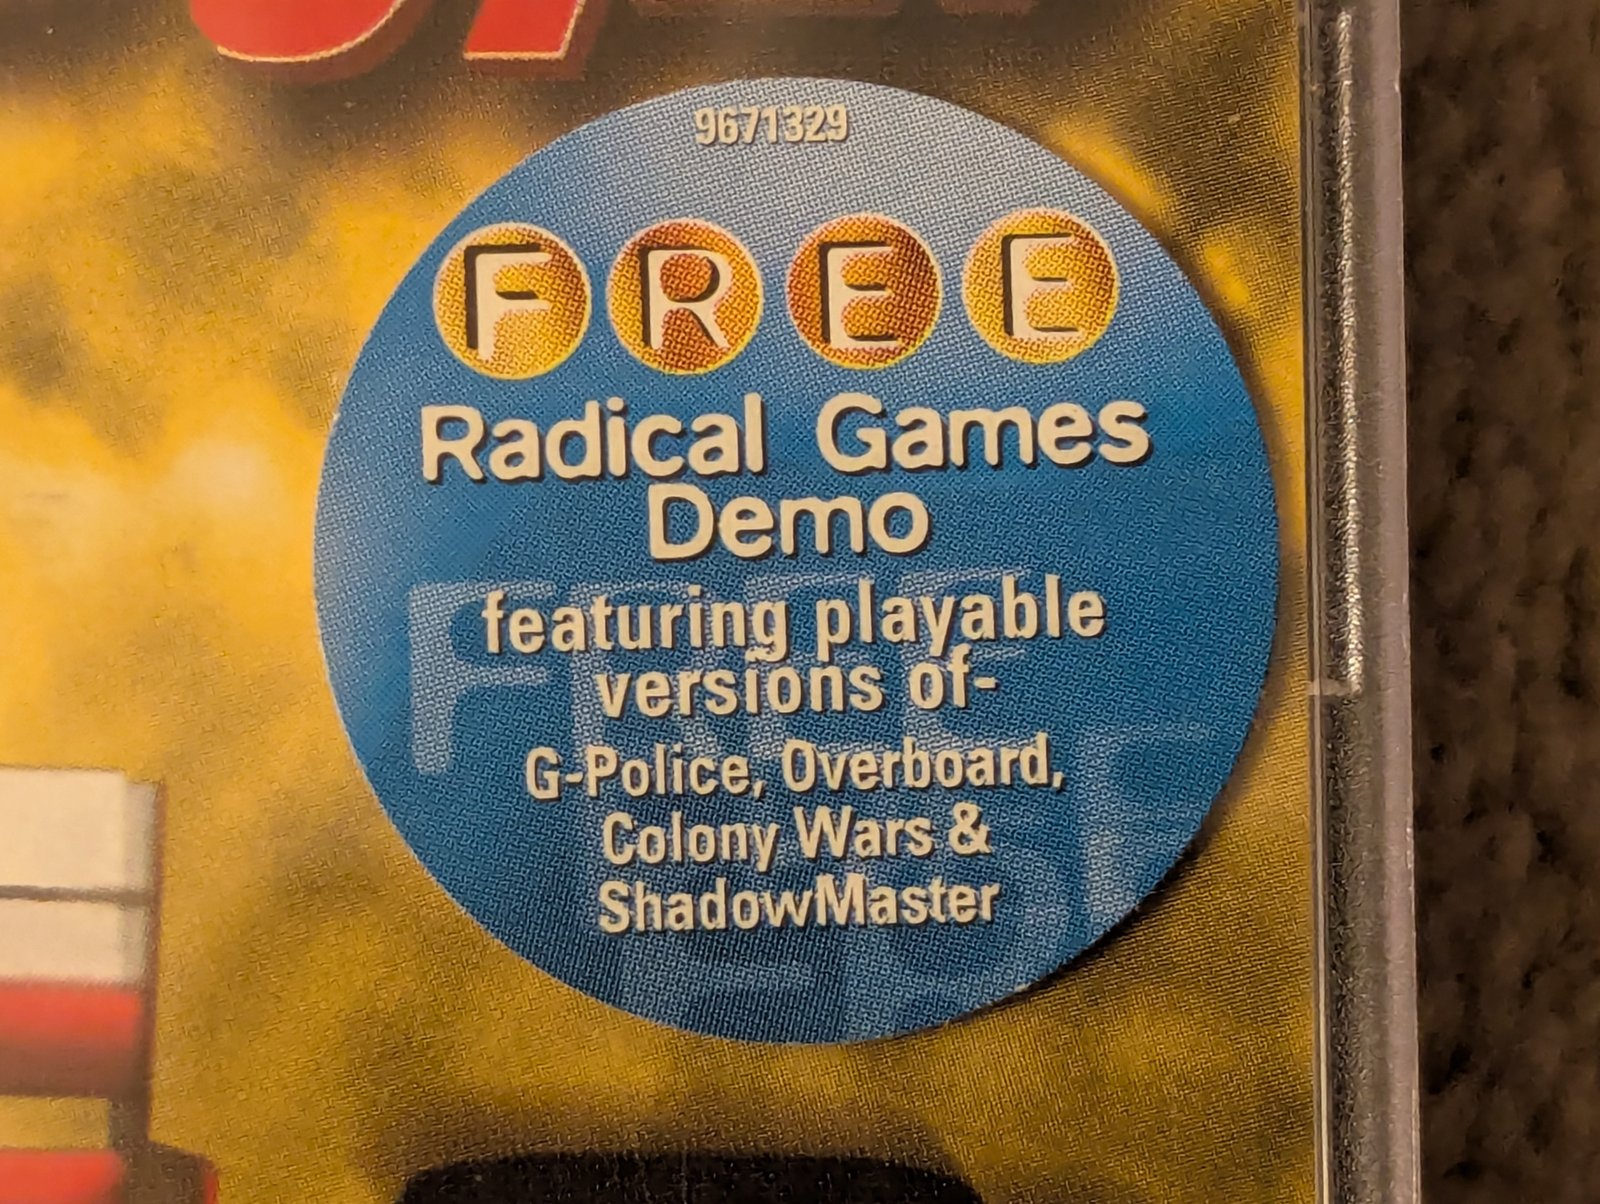 9671329
FREE
Radical Games
Demo
featuring playable
versions of-
G-Police, Overboard,
Colony Wars &
ShadowMaster